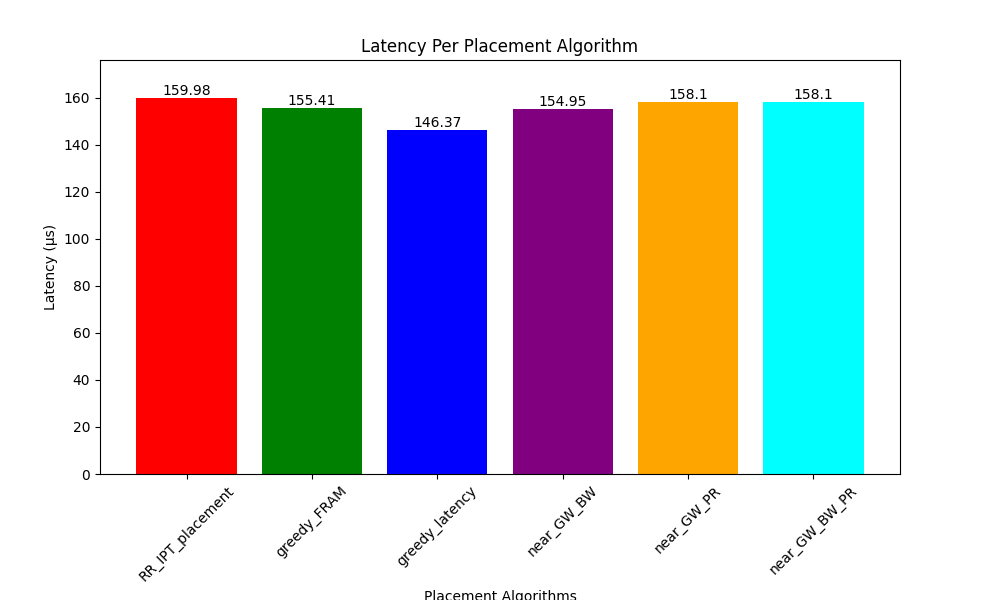 Latency Per Placement Algorithm
Latency (µs)
160
140
120
100
80
60
40
20
0
159.98
155.41
146.37
154.95
158.1
158.1
RR_IPT_placement
greedy_FRAM
greedy_latency
near_GW_BW
near_GW_PR
near_GW_BW_PR
Placement Algorithms